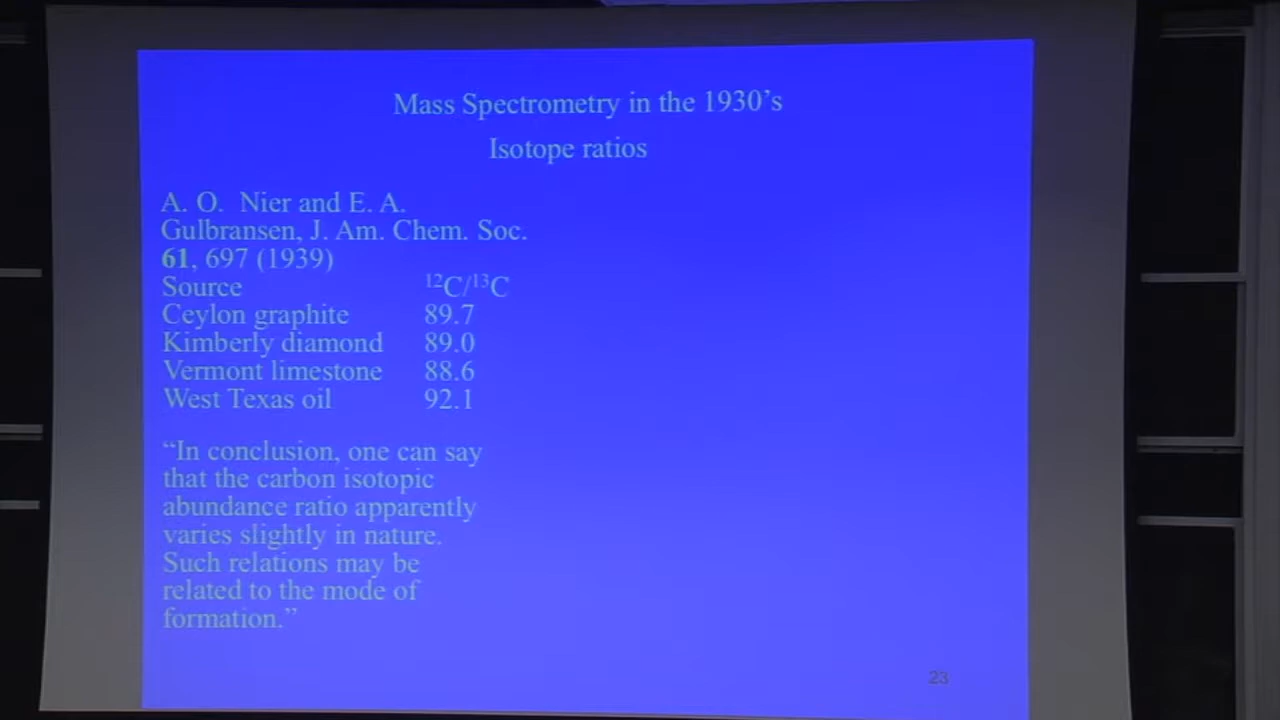 Mass Spectrometry in the 1930's
Isotope ratios
A. O. Nier and E. A.
Gulbransen, J. Am. Chem. Soc.
61, 697 (1939)
Source ¹²C/¹³C
Ceylon graphite 89.7
Kimberly diamond 89.0
Vermont limestone 88.6
West Texas oil 92.1
“In conclusion, one can say
that the carbon isotopic
abundance ratio apparently
varies slightly in nature.
Such relations may be
related to the mode of
formation.”
23